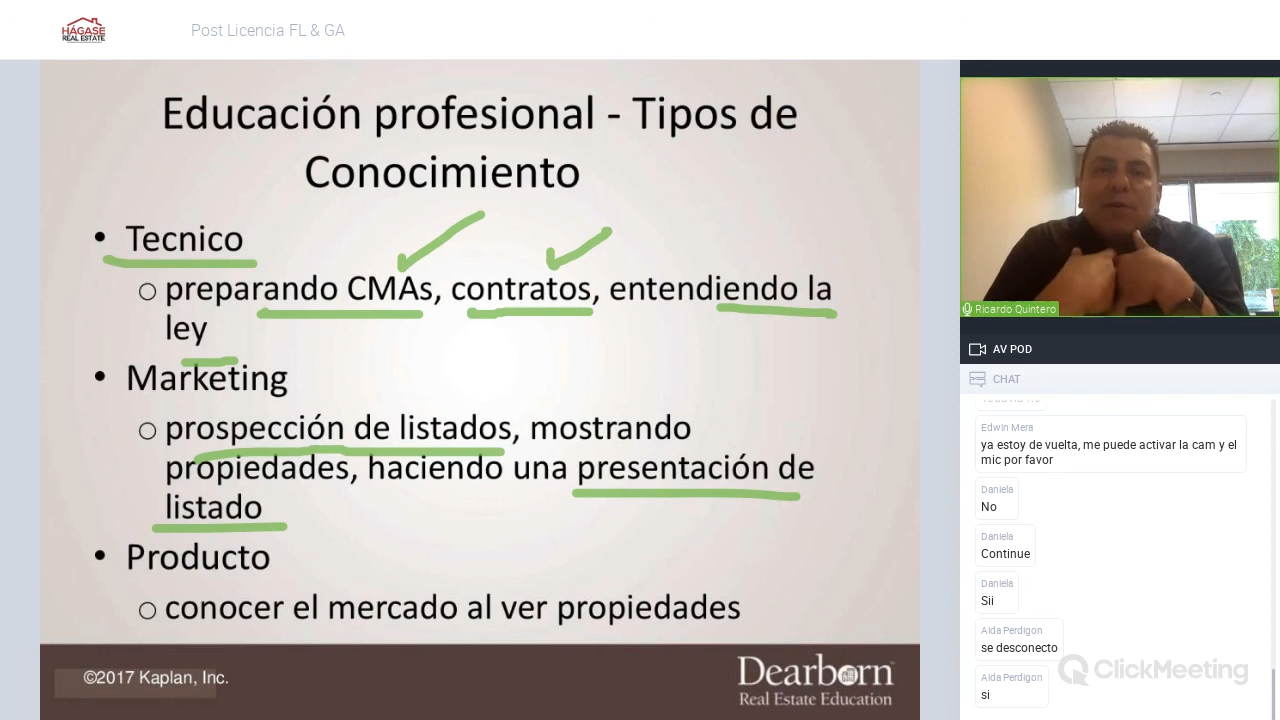 HÁGASE
REAL ESTATE
Post Licencia FL & GA
Educación profesional - Tipos de
Conocimiento
• Tecnico
○ preparando CMAs, contratos, entendiendo la
ley
• Marketing
○ prospección de listados, mostrando
propiedades, haciendo una presentación de
listado
• Producto
○ conocer el mercado al ver propiedades
©2017 Kaplan, Inc.
Dearborn
Real Estate Education
Ricardo Quintero
AV POD
CHAT
Edwin Mera
ya estoy de vuelta, me puede activar la cam y el
mic por favor
Daniela
No
Daniela
Continue
Daniela
Sii
Aida Perdigon
se desconecto
Aida Perdigon
si
ClickMeeting